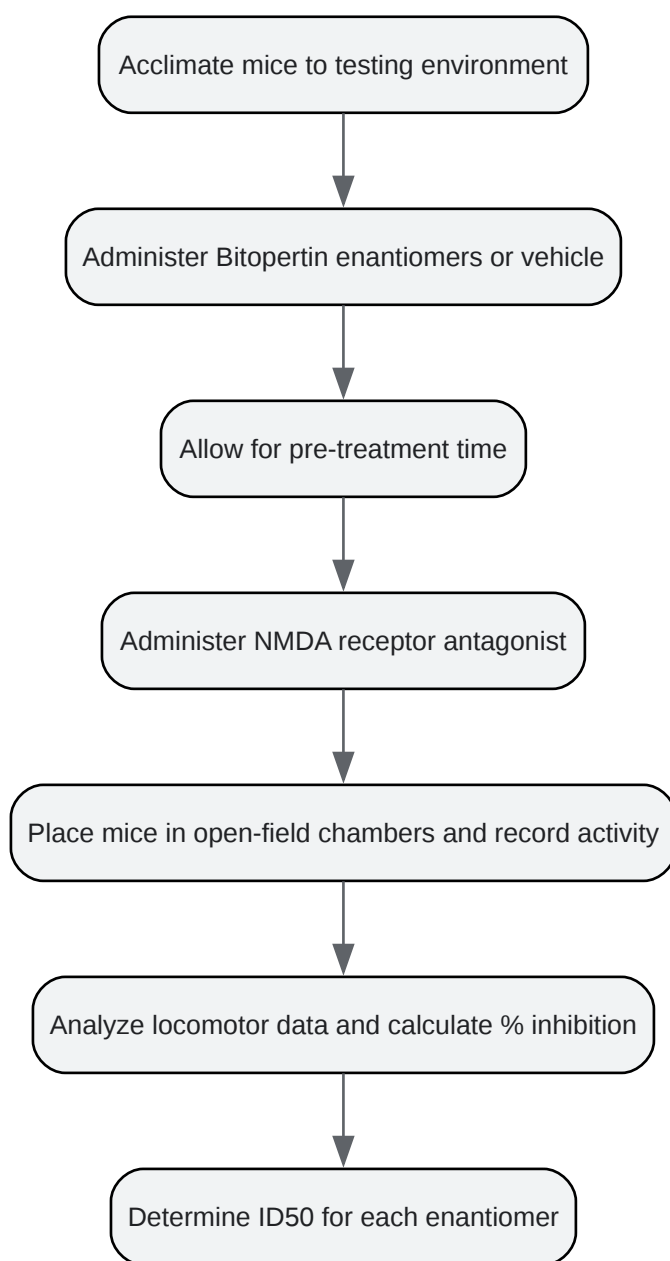 Acclimate mice to testing environment
Administer Bitopertin enantiomers or vehicle
Allow for pre-treatment time
Administer NMDA receptor antagonist
Place mice in open-field chambers and record activity
Analyze locomotor data and calculate % inhibition
Determine ID50 for each enantiomer